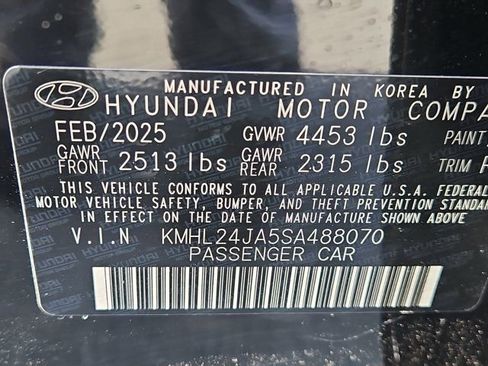 MANUFACTURED IN KOREA BY
HYUNDAI MOTOR COMPA
FEB/2025 GVWR 4453 lbs PAINT
GAWR FRONT 2513 lbs GAWR REAR 2315 lbs TRIM
THIS VEHICLE CONFORMS TO ALL APPLICABLE U.S.A. FEDERAL
MOTOR VEHICLE SAFETY, BUMPER, AND THEFT PREVENTION STANDARD
IN EFFECT ON THE DATE OF MANUFACTURE SHOWN ABOVE
V.I.N KMHL24JA5SA488070
PASSENGER CAR